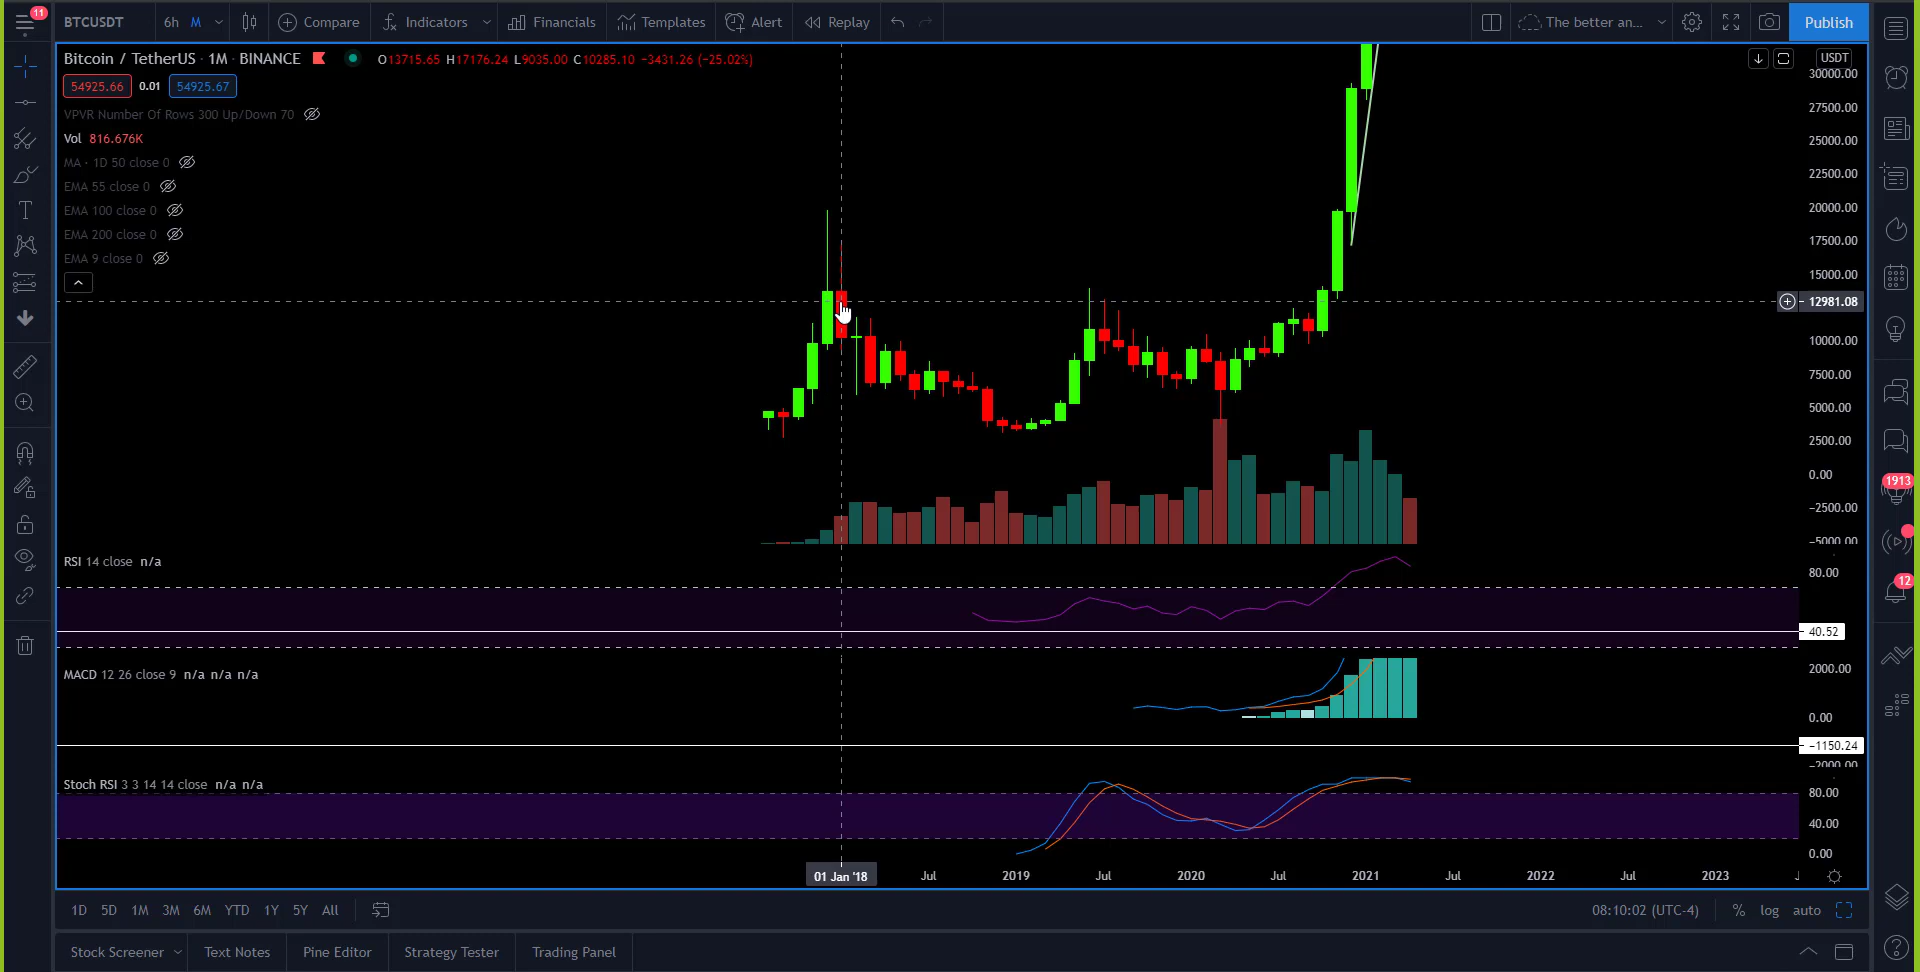 11
BTCUSDT 6h M Compare Indicators Financials Templates Alert Replay The better an... Publish
Bitcoin / TetherUS · 1M · BINANCE O13715.65 H17176.24 L9035.00 C10285.10 −3431.26 (−25.02%)
54925.66 0.01 54925.67
VPVR Number Of Rows 300 Up/Down 70
Vol 816.676K
MA · 1D 50 close 0
EMA 55 close 0
EMA 100 close 0
EMA 200 close 0
EMA 9 close 0
USDT
30000.00
27500.00
25000.00
22500.00
20000.00
17500.00
15000.00
12981.08
10000.00
7500.00
5000.00
2500.00
0.00
−2500.00
−5000.00
RSI 14 close n/a
80.00
40.52
MACD 12 26 close 9 n/a n/a n/a
2000.00
0.00
−1150.24
−2000.00
Stoch RSI 3 3 14 14 close n/a n/a
80.00
40.00
0.00
01 Jan '18 Jul 2019 Jul 2020 Jul 2021 Jul 2022 Jul 2023
1913
12
1D 5D 1M 3M 6M YTD 1Y 5Y All 08:10:02 (UTC-4) % log auto
Stock Screener Text Notes Pine Editor Strategy Tester Trading Panel